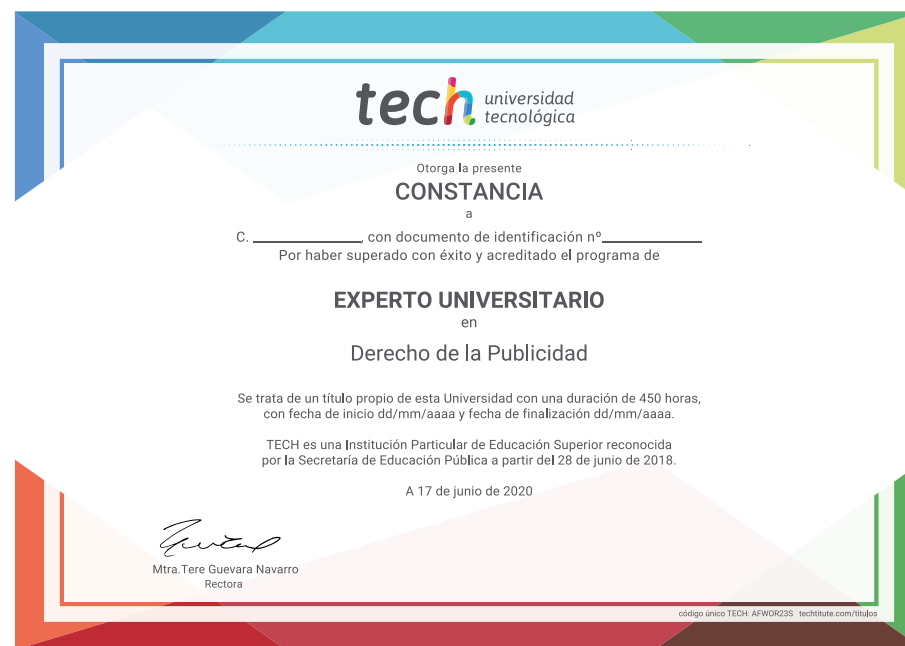 tech universidad
tecnológica
Otorga la presente
CONSTANCIA
a
C. ____________, con documento de identificación nº____________
Por haber superado con éxito y acreditado el programa de
EXPERTO UNIVERSITARIO
en
Derecho de la Publicidad
Se trata de un título propio de esta Universidad con una duración de 450 horas,
con fecha de inicio dd/mm/aaaa y fecha de finalización dd/mm/aaaa.
TECH es una Institución Particular de Educación Superior reconocida
por la Secretaría de Educación Pública a partir del 28 de junio de 2018.
A 17 de junio de 2020
Mtra.Tere Guevara Navarro
Rectora
código único TECH: AFWOR23S techtitute.com/titulos